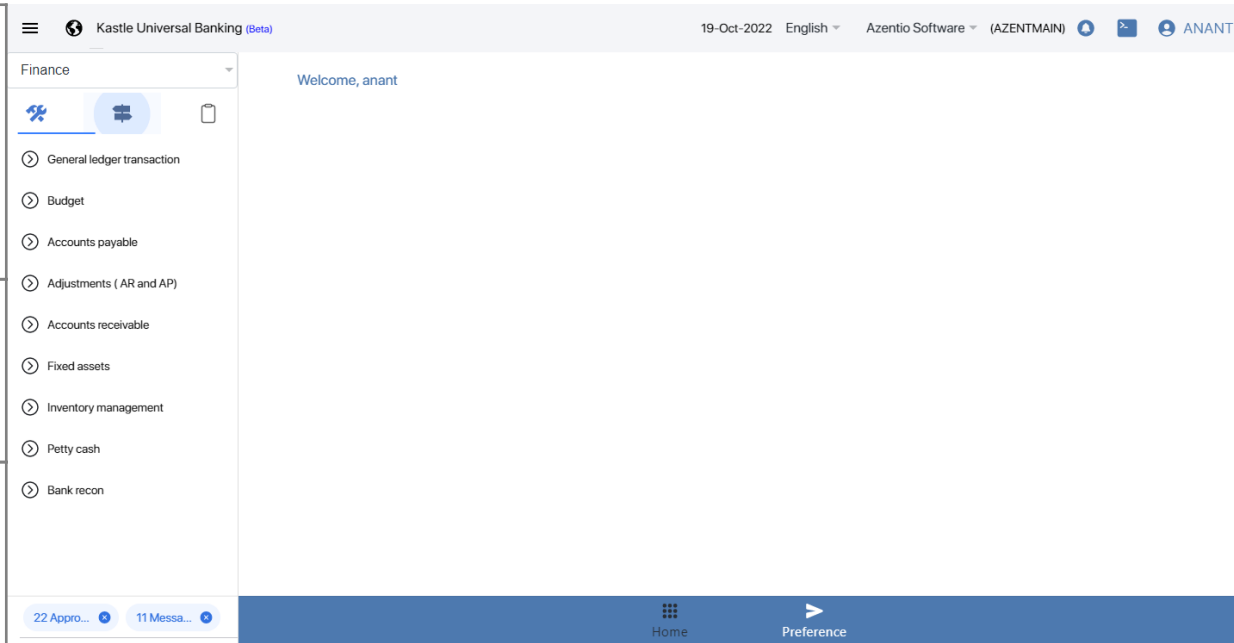 Kastle Universal Banking (Beta)
19-Oct-2022 English Azentio Software (AZENTMAIN) ANANT
Finance
Welcome, anant
General ledger transaction
Budget
Accounts payable
Adjustments ( AR and AP)
Accounts receivable
Fixed assets
Inventory management
Petty cash
Bank recon
22 Appro... 11 Messa...
Home Preference